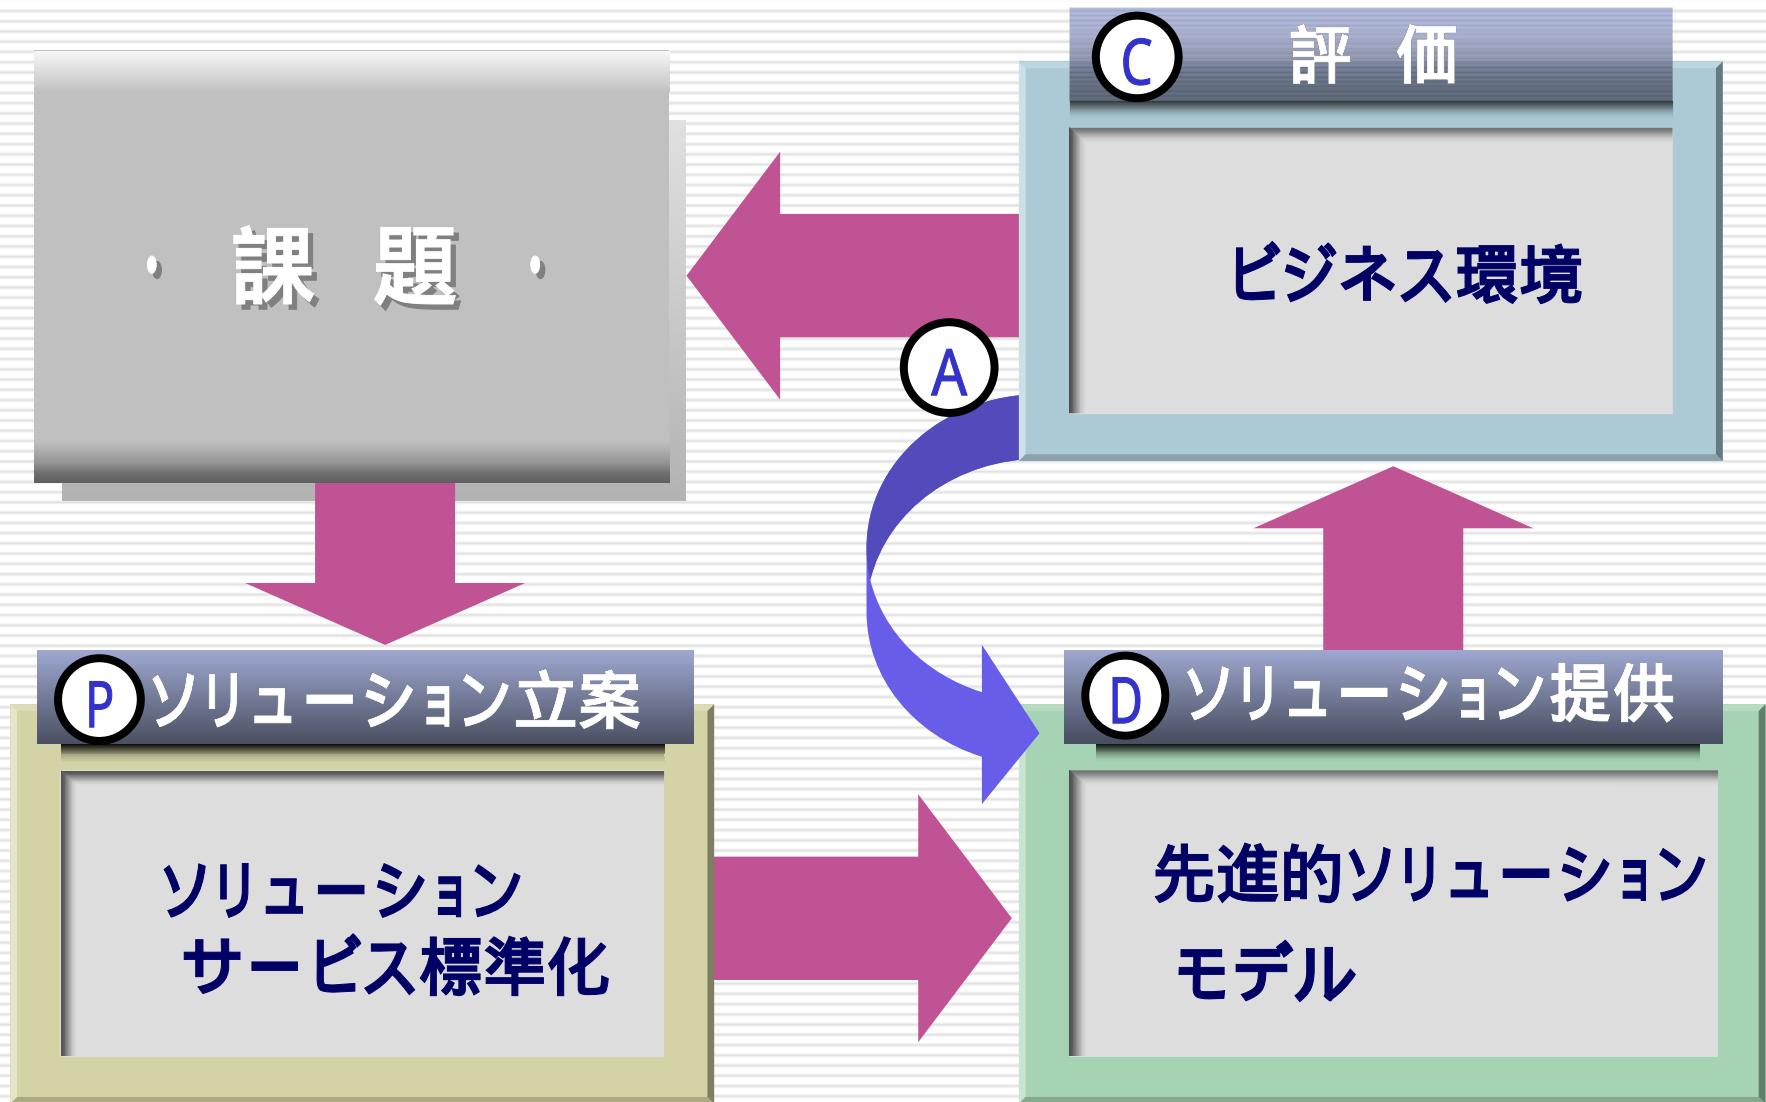 C 評 価
・ 課 題 ・
ビジネス環境
A
P ソリューション立案
D ソリューション提供
ソリューション
サービス標準化
先進的ソリューション
モデル